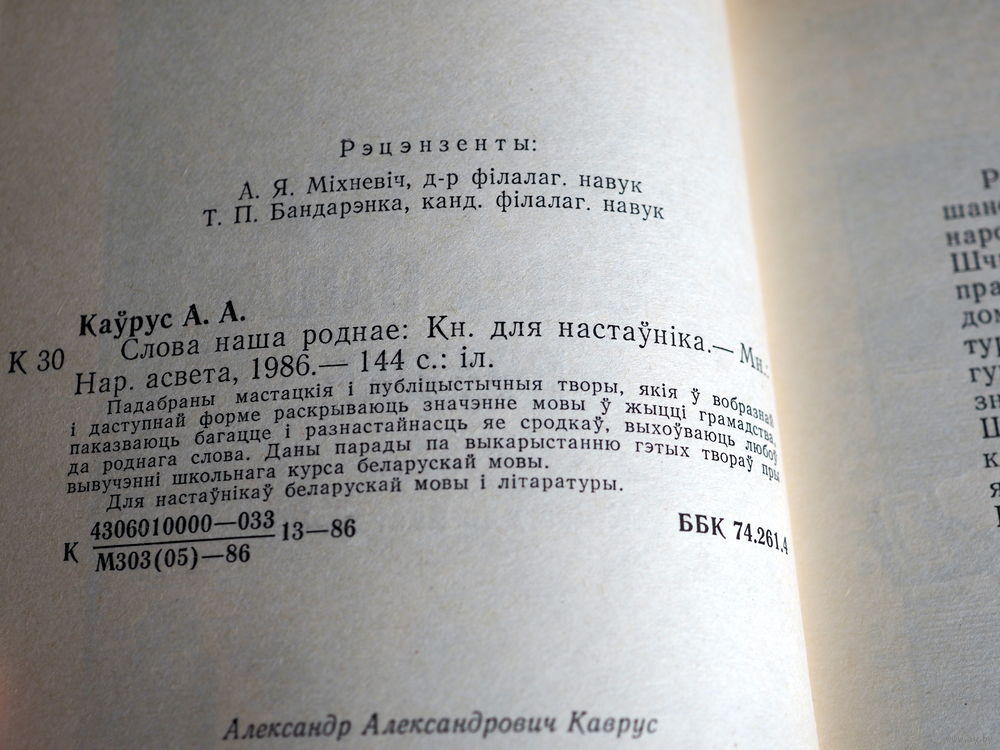 Рэцэнзенты:
А. Я. Міхневіч, д-р філалаг. навук
Т. П. Бандарэнка, канд. філалаг. навук
Каўрус А. А.
К 30 Слова наша роднае: Кн. для настаўніка.— Мн.:
Нар. асвета, 1986.— 144 с.: іл.
Падабраны мастацкія і публіцыстычныя творы, якія ў вобразнай
і даступнай форме раскрываюць значэнне мовы ў жыцці грамадства,
паказваюць багацце і разнастайнасць яе сродкаў, выхоўваюць любоў
да роднага слова. Даны парады па выкарыстанню гэтых твораў пры
вывучэнні школьнага курса беларускай мовы.
Для настаўнікаў беларускай мовы і літаратуры.
К 4306010000—033 13—86
М303(05)—86
ББК 74.261.4
Александр Александрович Каврус